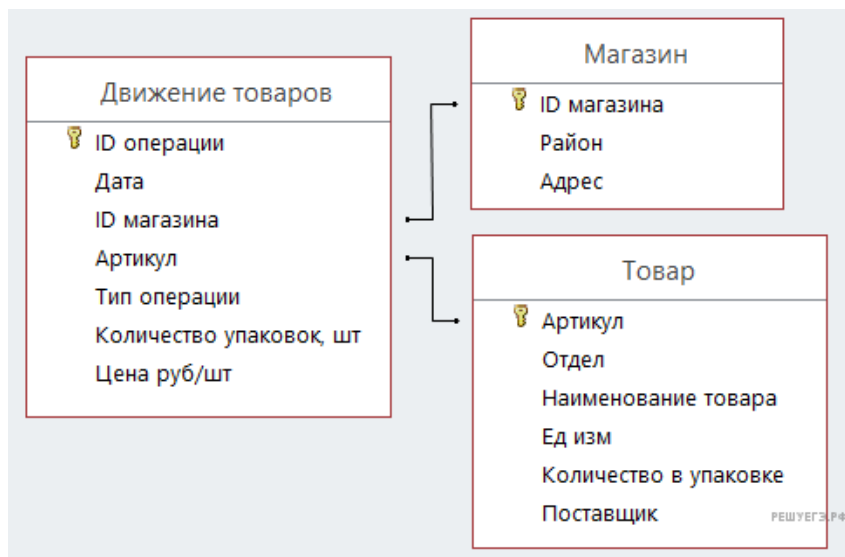 Движение товаров
ID операции
Дата
ID магазина
Артикул
Тип операции
Количество упаковок, шт
Цена руб/шт
Магазин
ID магазина
Район
Адрес
Товар
Артикул
Отдел
Наименование товара
Ед изм
Количество в упаковке
Поставщик
РЕШУЕГЭ.РФ